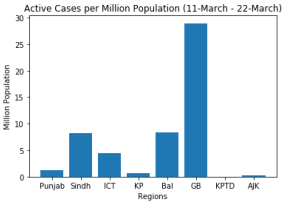 Active Cases per Million Population (11-March - 22-March)
30
25
20
15
10
5
0
Million Population
Punjab Sindh ICT KP Bal GB KPTD AJK
Regions